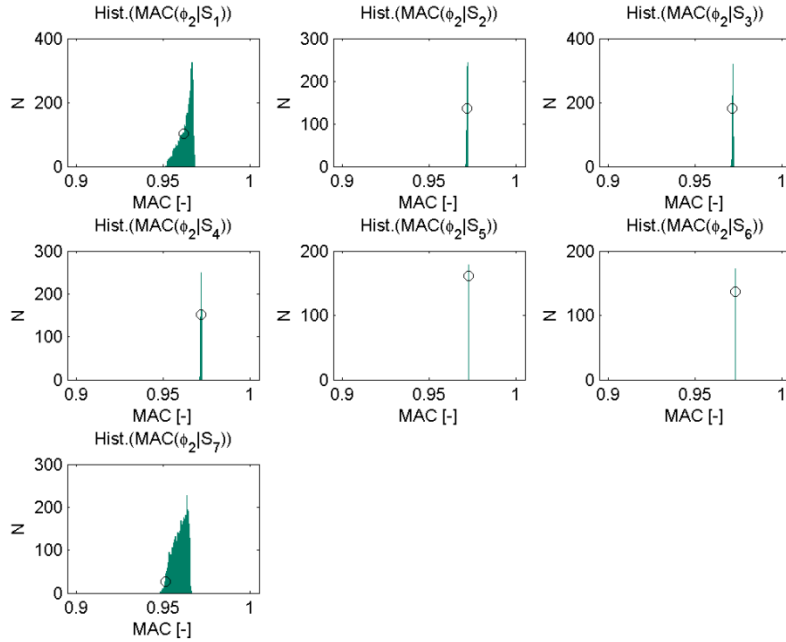 Hist.(MAC(ϕ₂|S₁)) Hist.(MAC(ϕ₂|S₂)) Hist.(MAC(ϕ₂|S₃))
400 300 400
200 200 200
100
0 0 0
N N N
0.9 0.95 1 0.9 0.95 1 0.9 0.95 1
MAC [-] MAC [-] MAC [-]
Hist.(MAC(ϕ₂|S₄)) Hist.(MAC(ϕ₂|S₅)) Hist.(MAC(ϕ₂|S₆))
300 200 200
200
100 100 100
0 0 0
N N N
0.9 0.95 1 0.9 0.95 1 0.9 0.95 1
MAC [-] MAC [-] MAC [-]
Hist.(MAC(ϕ₂|S₇))
300
200
100
0
N
0.9 0.95 1
MAC [-]